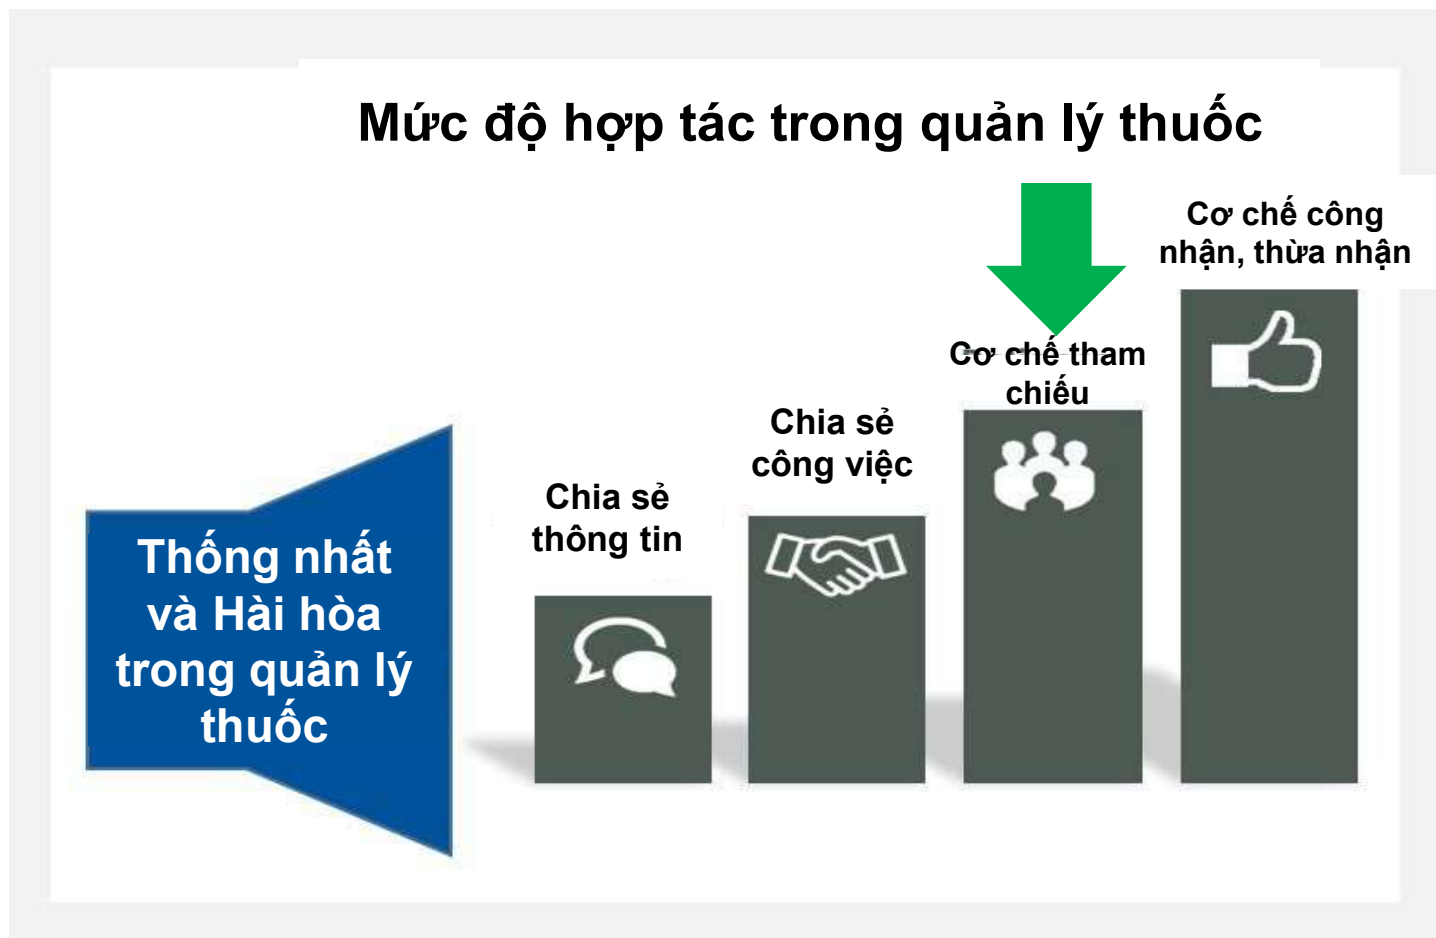 Mức độ hợp tác trong quản lý thuốc
Cơ chế công
nhận, thừa nhận
Cơ chế tham
chiếu
Chia sẻ
công việc
Chia sẻ
thông tin
Thống nhất
và Hài hòa
trong quản lý
thuốc